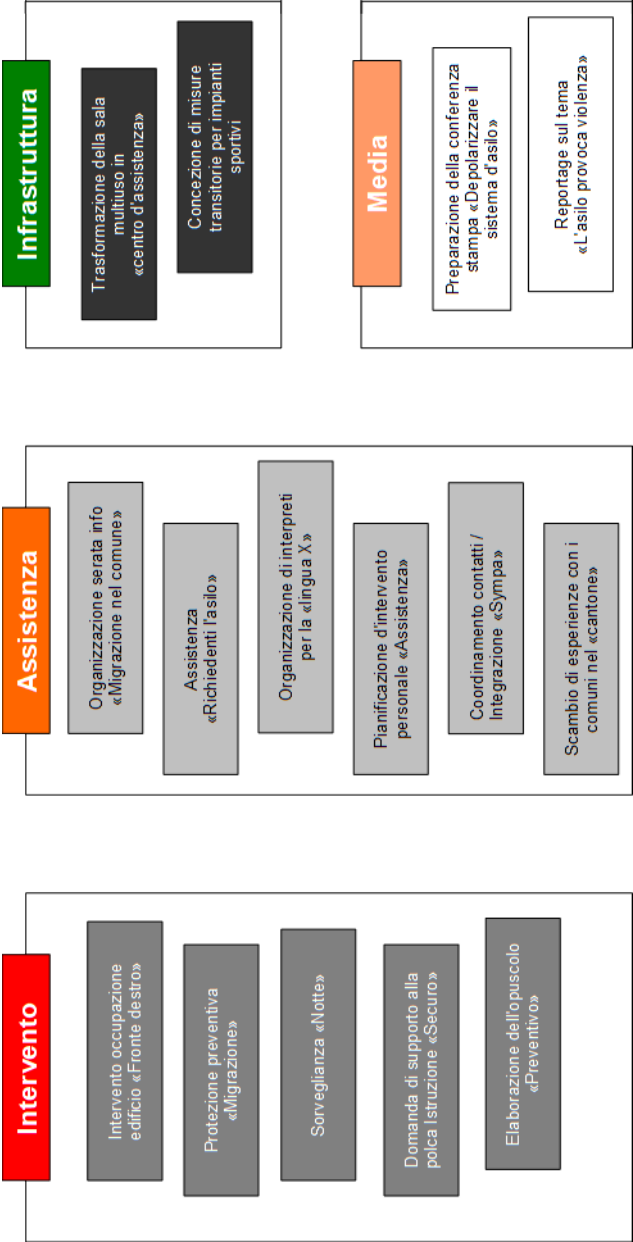 Intervento
Intervento occupazione
edificio «Fronte destro»
Protezione preventiva
«Migrazione»
Sorveglianza «Notte»
Domanda di supporto alla
polca Istruzione «Securo»
Elaborazione dell'opuscolo
«Preventivo»
Assistenza
Organizzazione serata info
«Migrazione nel comune»
Assistenza
«Richiedenti l'asilo»
Organizzazione di interpreti
per la «lingua X»
Pianificazione d'intervento
personale «Assistenza»
Coordinamento contatti /
Integrazione «Sympa»
Scambio di esperienze con i
comuni nel «cantone»
Infrastruttura
Trasformazione della sala
multiuso in
«centro d'assistenza»
Concezione di misure
transitorie per impianti
sportivi
Media
Preparazione della conferenza
stampa «Depolarizzare il
sistema d'asilo»
Reportage sul tema
«L'asilo provoca violenza»